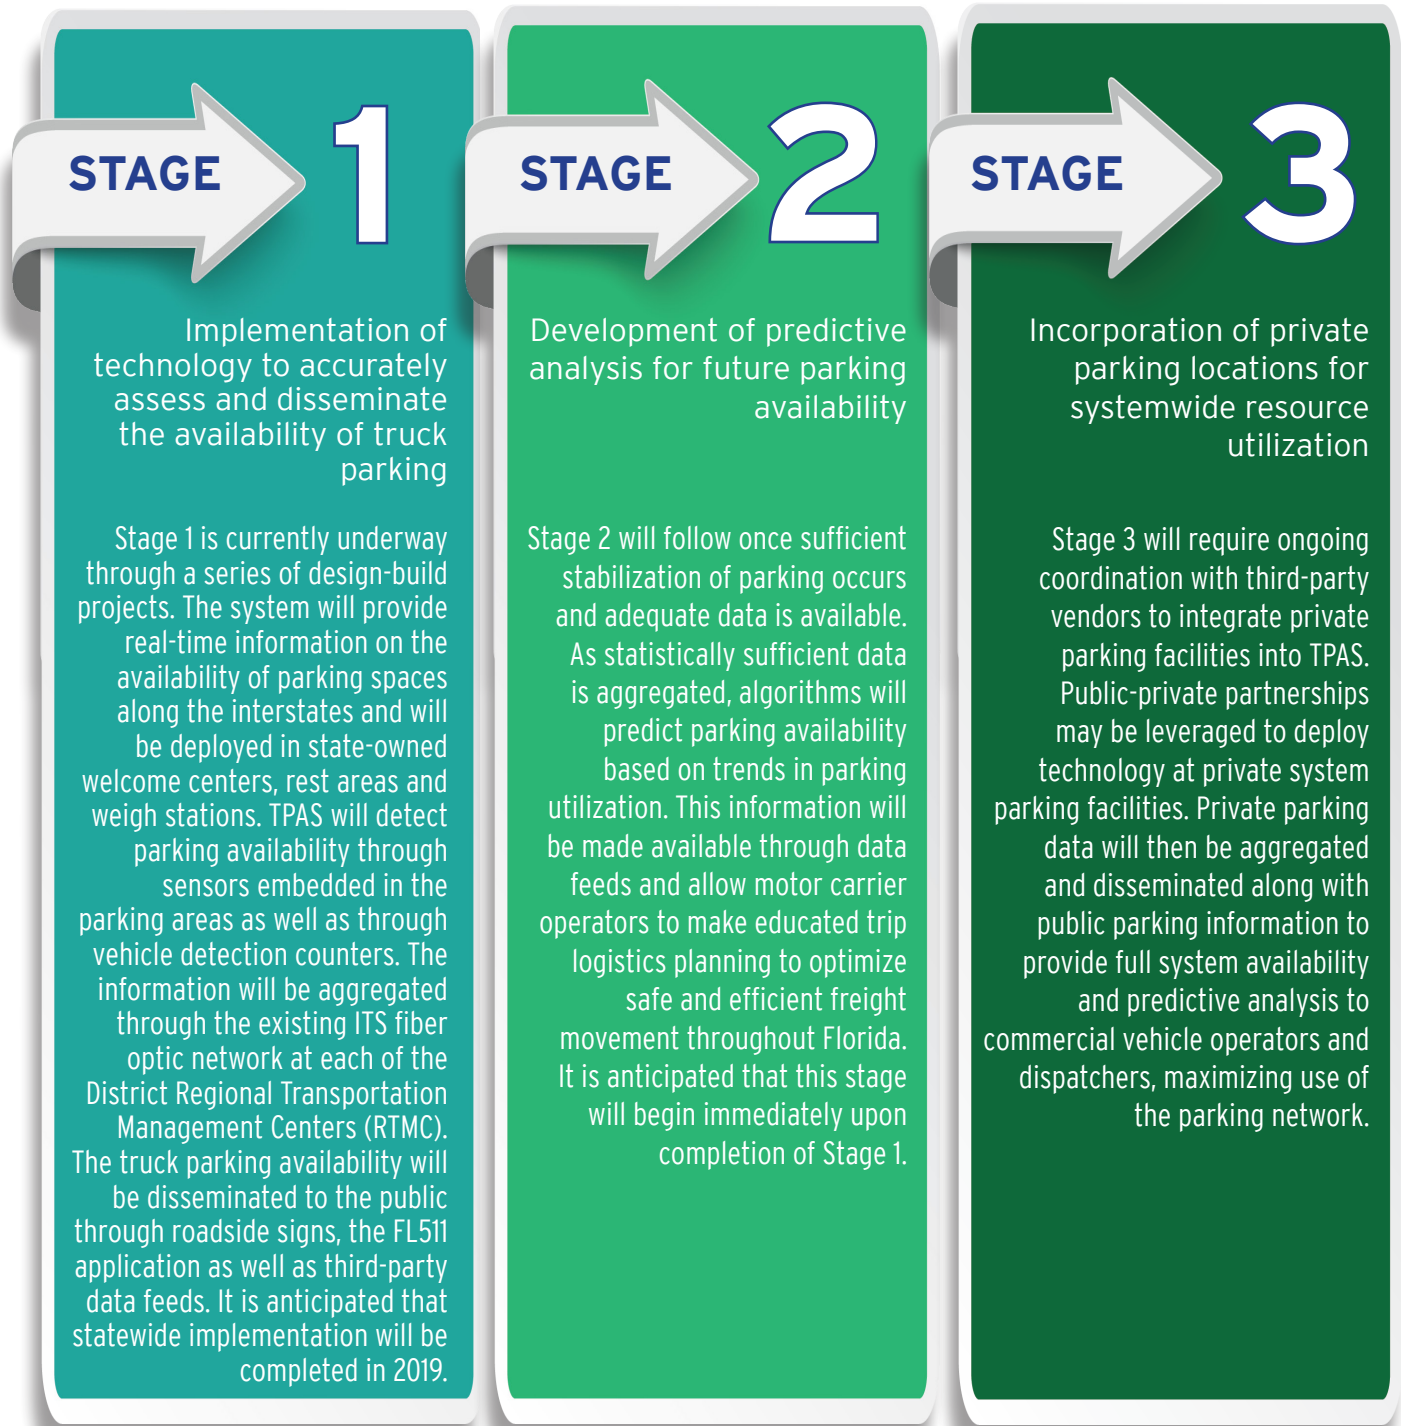 STAGE 1
Implementation of
technology to accurately
assess and disseminate
the availability of truck
parking
Stage 1 is currently underway
through a series of design-build
projects. The system will provide
real-time information on the
availability of parking spaces
along the interstates and will
be deployed in state-owned
welcome centers, rest areas and
weigh stations. TPAS will detect
parking availability through
sensors embedded in the
parking areas as well as through
vehicle detection counters. The
information will be aggregated
through the existing ITS fiber
optic network at each of the
District Regional Transportation
Management Centers (RTMC).
The truck parking availability will
be disseminated to the public
through roadside signs, the FL511
application as well as third-party
data feeds. It is anticipated that
statewide implementation will be
completed in 2019.
STAGE 2
Development of predictive
analysis for future parking
availability
Stage 2 will follow once sufficient
stabilization of parking occurs
and adequate data is available.
As statistically sufficient data
is aggregated, algorithms will
predict parking availability
based on trends in parking
utilization. This information will
be made available through data
feeds and allow motor carrier
operators to make educated trip
logistics planning to optimize
safe and efficient freight
movement throughout Florida.
It is anticipated that this stage
will begin immediately upon
completion of Stage 1.
STAGE 3
Incorporation of private
parking locations for
systemwide resource
utilization
Stage 3 will require ongoing
coordination with third-party
vendors to integrate private
parking facilities into TPAS.
Public-private partnerships
may be leveraged to deploy
technology at private system
parking facilities. Private parking
data will then be aggregated
and disseminated along with
public parking information to
provide full system availability
and predictive analysis to
commercial vehicle operators and
dispatchers, maximizing use of
the parking network.